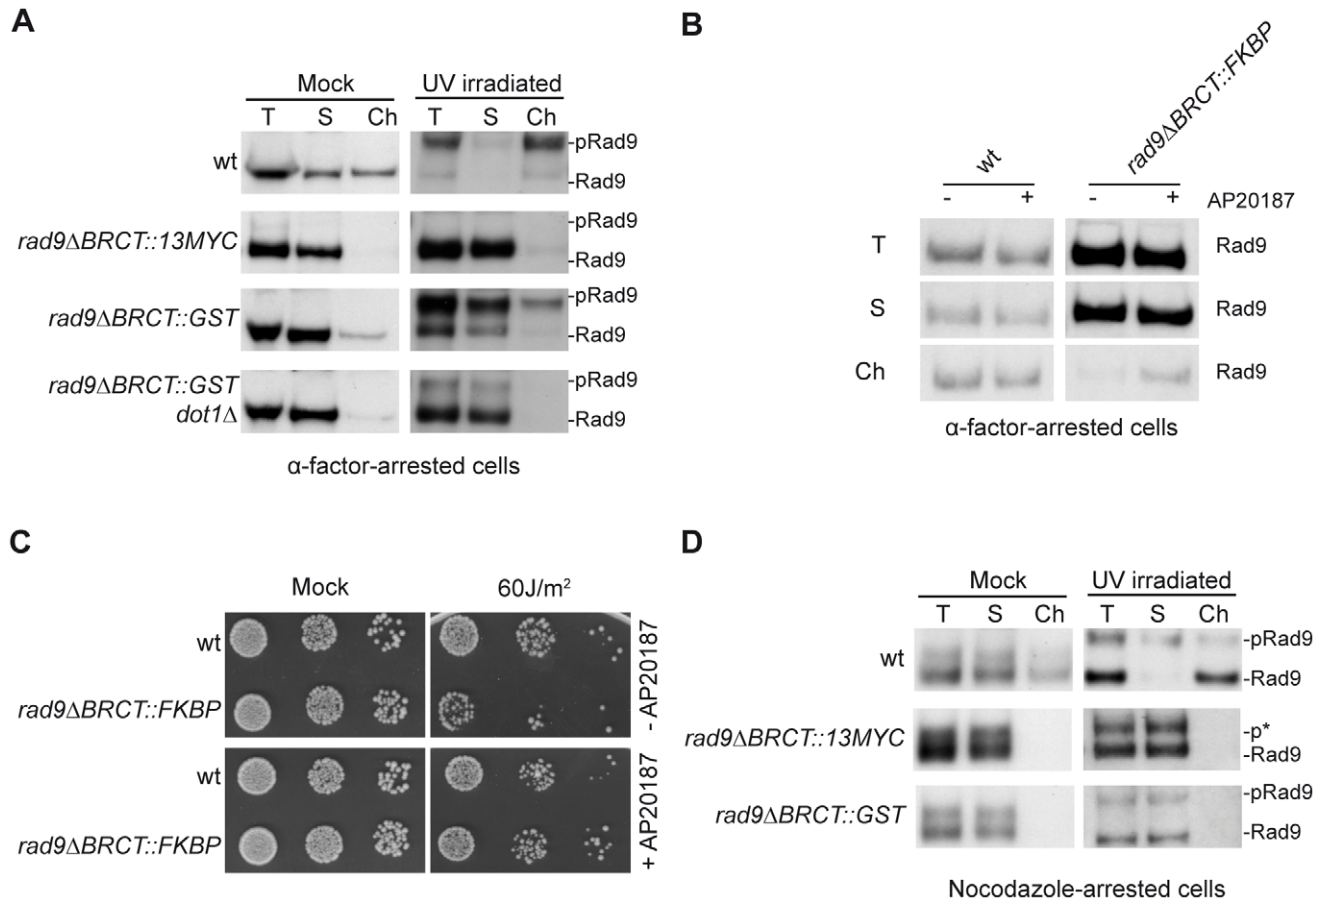 A
Mock UV irradiated
T S Ch T S Ch
wt -pRad9
-Rad9
rad9ΔBRCT::13MYC -pRad9
-Rad9
rad9ΔBRCT::GST -pRad9
-Rad9
rad9ΔBRCT::GST -pRad9
dot1Δ -Rad9
α-factor-arrested cells
B
wt rad9ΔBRCT::FKBP
- + - + AP20187
T Rad9
S Rad9
Ch Rad9
α-factor-arrested cells
C
Mock 60J/m²
wt
rad9ΔBRCT::FKBP
- AP20187
wt
rad9ΔBRCT::FKBP
+ AP20187
D
Mock UV irradiated
T S Ch T S Ch
wt -pRad9
-Rad9
rad9ΔBRCT::13MYC -p*
-Rad9
rad9ΔBRCT::GST -pRad9
-Rad9
Nocodazole-arrested cells